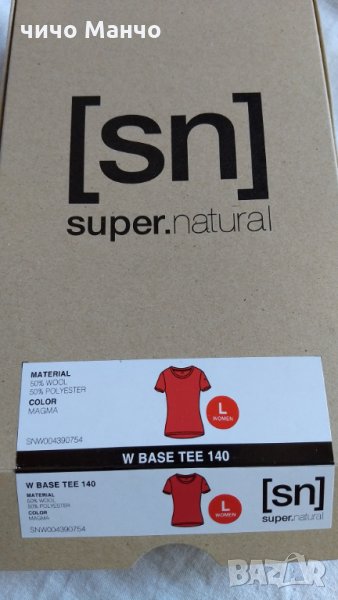 чичо Манчо
[sn]
super.natural
MATERIAL
50% WOOL
50% POLYESTER
COLOR
MAGMA
SNW004390754
L
WOMEN
W BASE TEE 140
W BASE TEE 140
MATERIAL
50% WOOL
50% POLYESTER
COLOR
MAGMA
SNW004390754
L
WOMEN
[sn]
super.natural
BAZAR